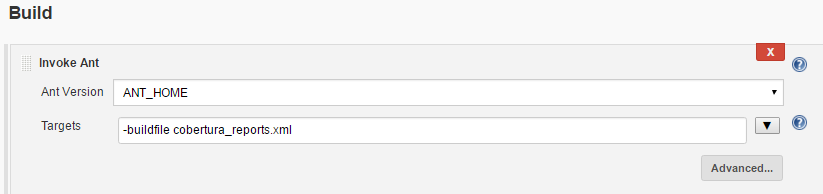 Build
Invoke Ant
X
Ant Version
ANT_HOME
Targets
-buildfile cobertura_reports.xml
Advanced...